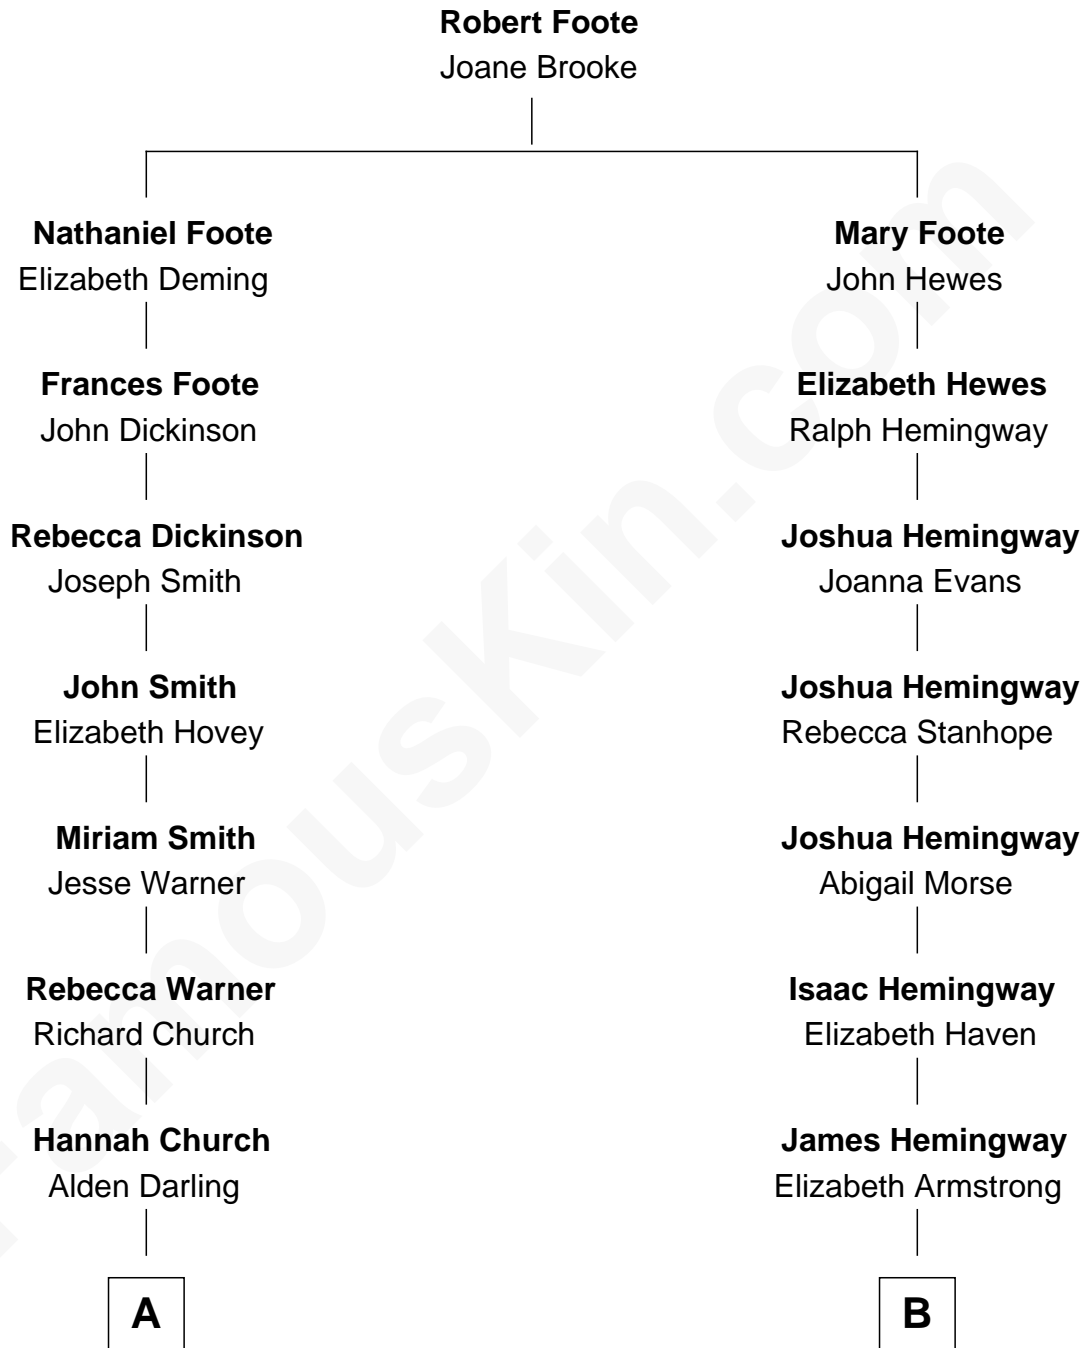 Robert Foote
Joane Brooke
Nathaniel Foote
Elizabeth Deming
Mary Foote
John Hewes
Frances Foote
John Dickinson
Elizabeth Hewes
Ralph Hemingway
Rebecca Dickinson
Joseph Smith
Joshua Hemingway
Joanna Evans
John Smith
Elizabeth Hovey
Joshua Hemingway
Rebecca Stanhope
Miriam Smith
Jesse Warner
Joshua Hemingway
Abigail Morse
Rebecca Warner
Richard Church
Isaac Hemingway
Elizabeth Haven
Hannah Church
Alden Darling
James Hemingway
Elizabeth Armstrong
A
B
FamousKin.com